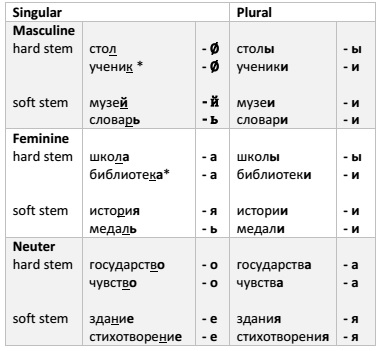 Singular Plural
Masculine
hard stem стол - Ø столы - ы
ученик * - Ø ученики - и
soft stem музей - й музеи - и
словарь - ь словари - и
Feminine
hard stem школа - а школы - ы
библиотека* - а библиотеки - и
soft stem история - я истории - и
медаль - ь медали - и
Neuter
hard stem государство - о государства - а
чувство - о чувства - а
soft stem здание - е здания - я
стихотворение - е стихотворения - я